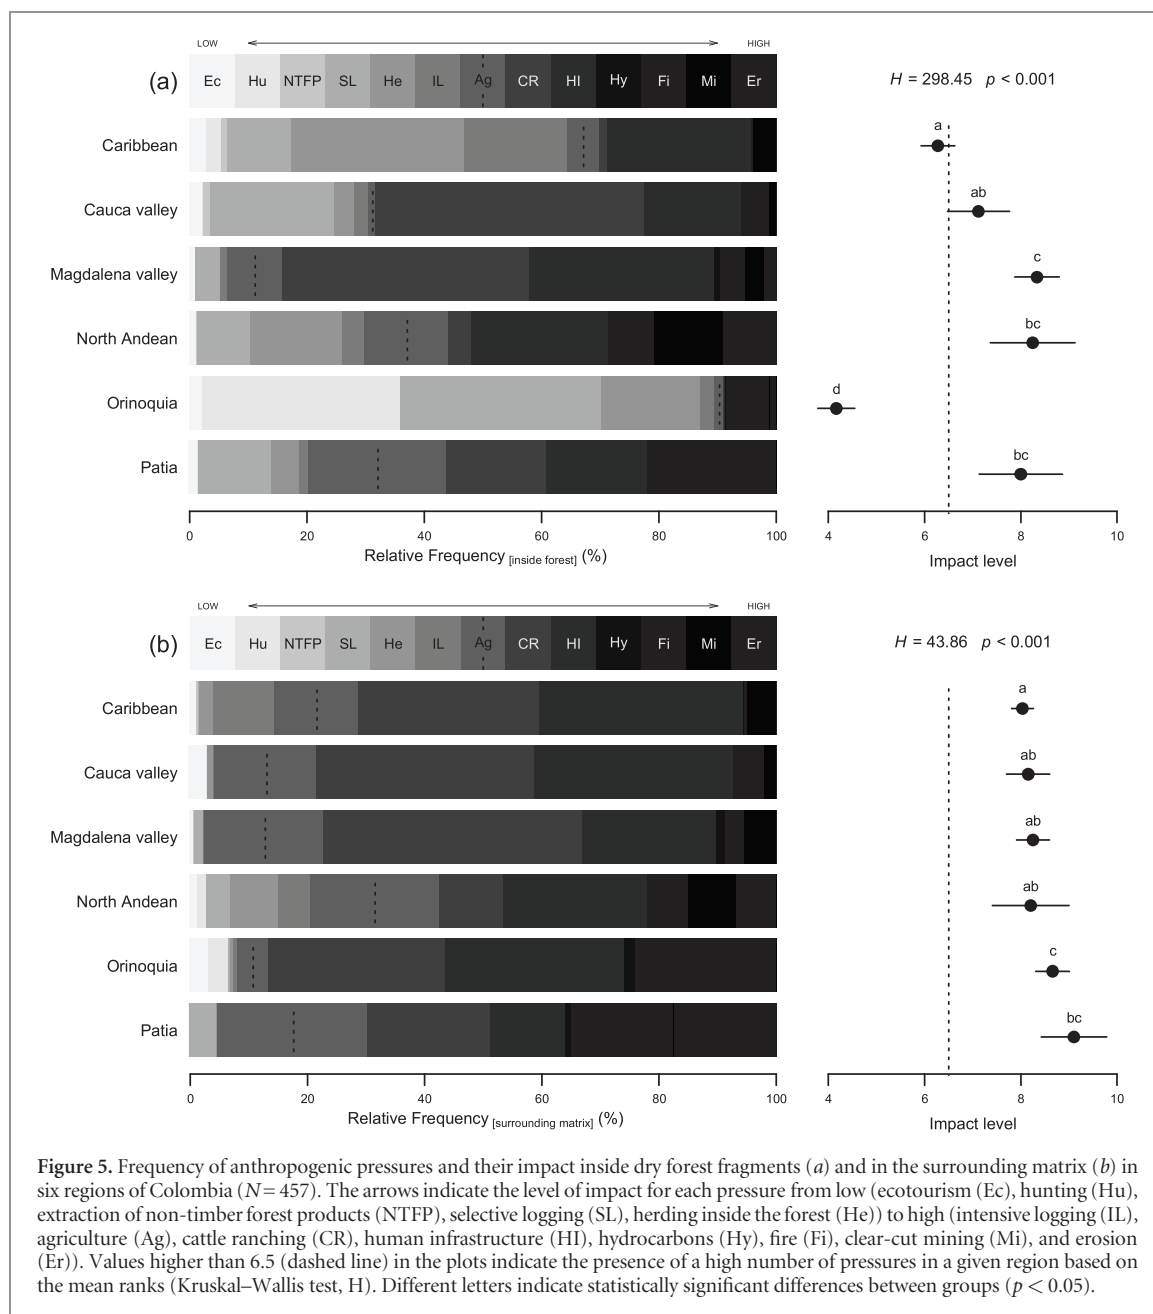 LOW HIGH
(a) Ec Hu NTFP SL He IL Ag CR HI Hy Fi Mi Er H = 298.45 p < 0.001
Caribbean a
Cauca valley ab
Magdalena valley c
North Andean bc
Orinoquia d
Patia bc
0 20 40 60 80 100 4 6 8 10
Relative Frequency [inside forest] (%) Impact level
LOW HIGH
(b) Ec Hu NTFP SL He IL Ag CR HI Hy Fi Mi Er H = 43.86 p < 0.001
Caribbean a
Cauca valley ab
Magdalena valley ab
North Andean ab
Orinoquia c
Patia bc
0 20 40 60 80 100 4 6 8 10
Relative Frequency [surrounding matrix] (%) Impact level
Figure 5. Frequency of anthropogenic pressures and their impact inside dry forest fragments (a) and in the surrounding matrix (b) in
six regions of Colombia (N = 457). The arrows indicate the level of impact for each pressure from low (ecotourism (Ec), hunting (Hu),
extraction of non-timber forest products (NTFP), selective logging (SL), herding inside the forest (He)) to high (intensive logging (IL),
agriculture (Ag), cattle ranching (CR), human infrastructure (HI), hydrocarbons (Hy), fire (Fi), clear-cut mining (Mi), and erosion
(Er)). Values higher than 6.5 (dashed line) in the plots indicate the presence of a high number of pressures in a given region based on
the mean ranks (Kruskal–Wallis test, H). Different letters indicate statistically significant differences between groups (p < 0.05).